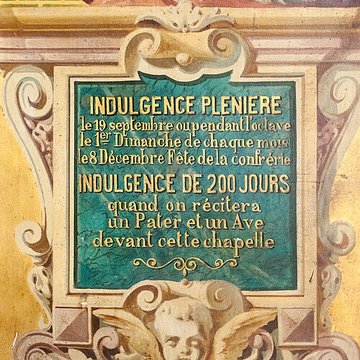 INDULGENCE PLENIERE
le 19 septembre ou pendant l'octave
le 1er Dimanche de chaque mois
le 8 Décembre Fête de la confrérie
INDULGENCE DE 200 JOURS
quand on récitera
un Pater et un Ave
devant cette chapelle